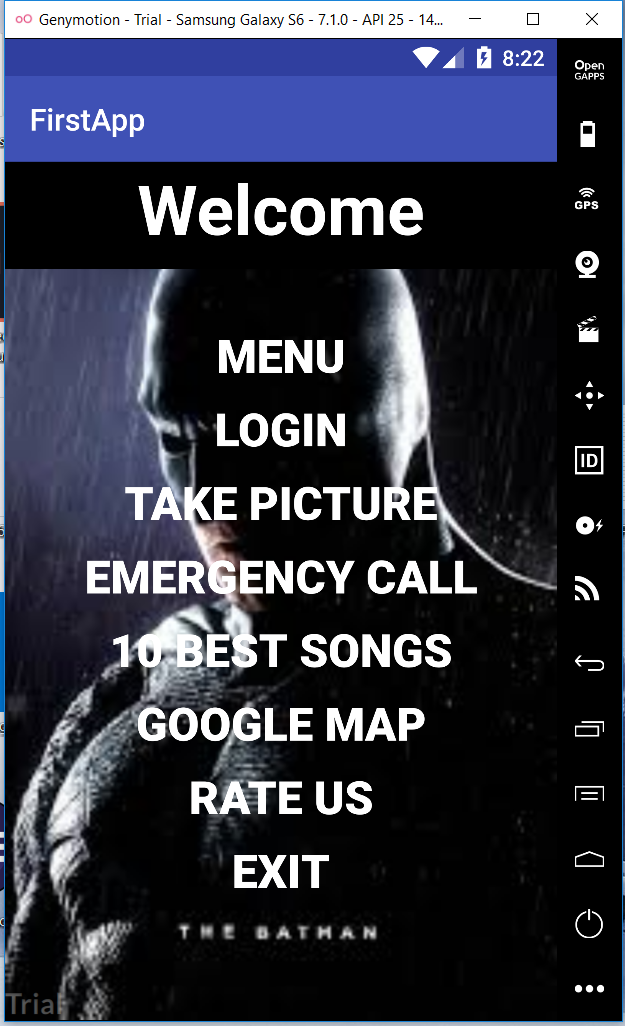 Genymotion - Trial - Samsung Galaxy S6 - 7.1.0 - API 25 - 14...
8:22
Open
GAPPS
FirstApp
GPS
Welcome
MENU
LOGIN
ID
TAKE PICTURE
EMERGENCY CALL
10 BEST SONGS
GOOGLE MAP
RATE US
EXIT
THE BATMAN
Trial